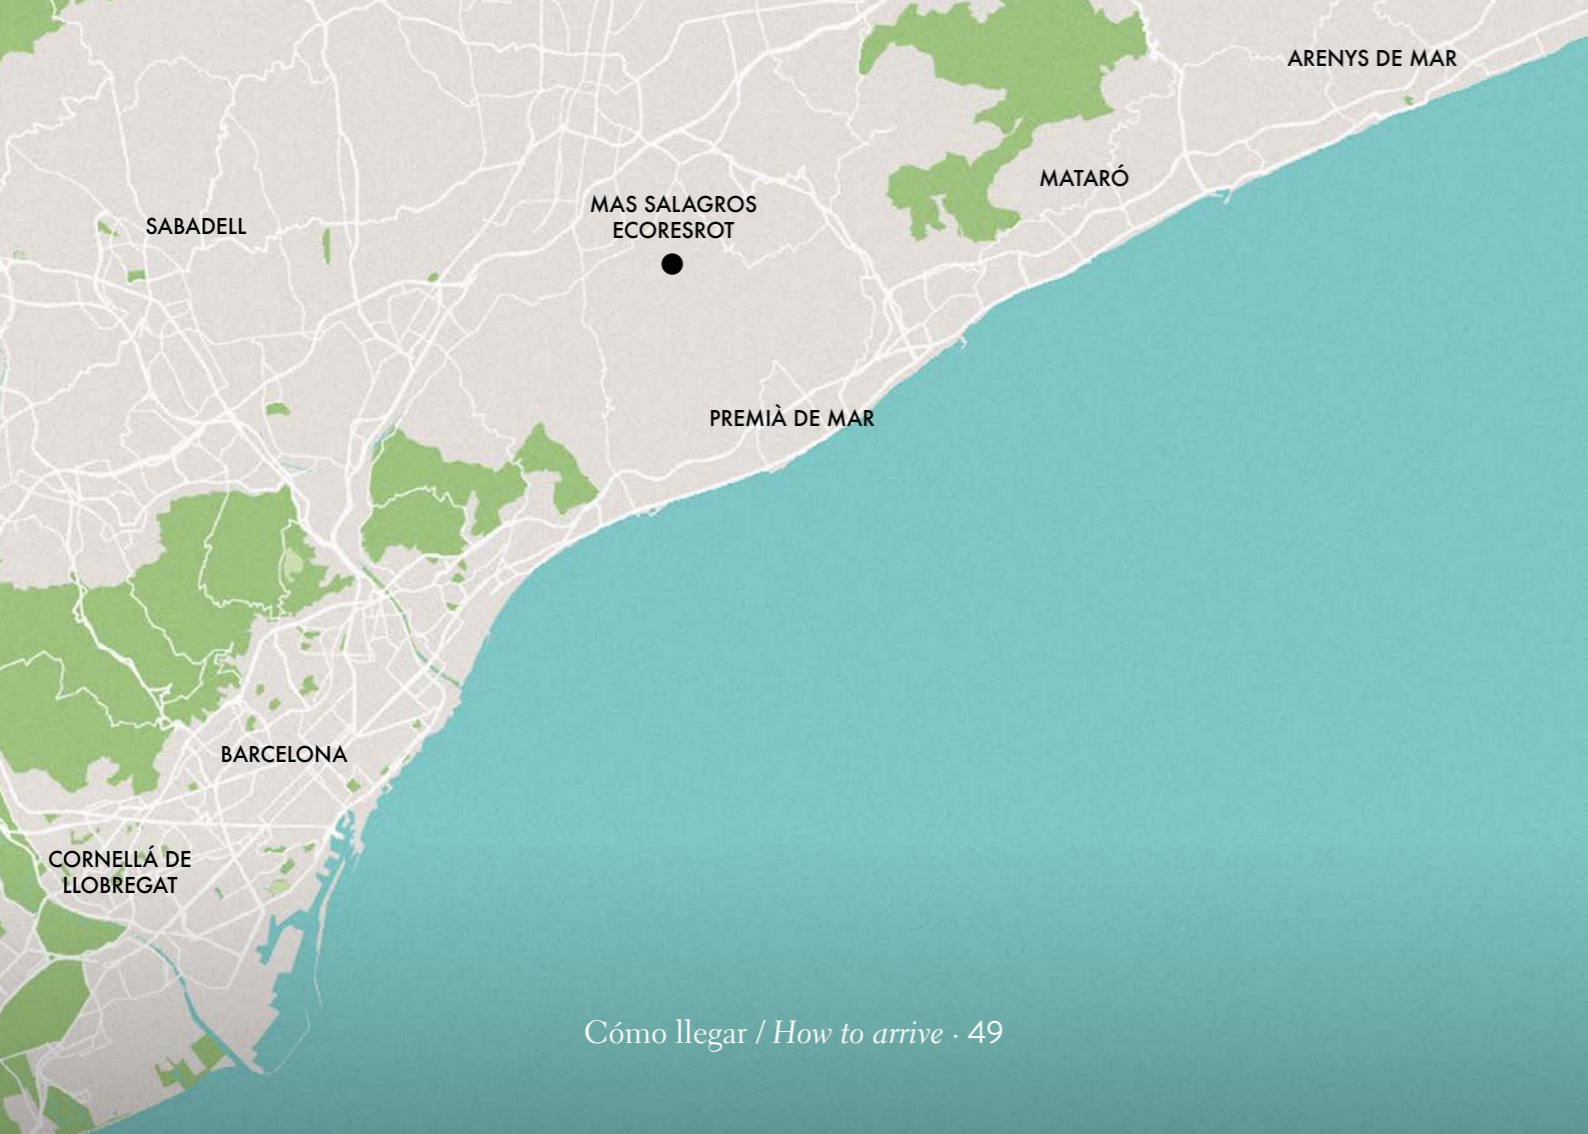 ARENYS DE MAR
MATARÓ
MAS SALAGROS
ECORESROT
SABADELL
PREMIÀ DE MAR
BARCELONA
CORNELLÁ DE
LLOBREGAT
Cómo llegar / How to arrive · 49